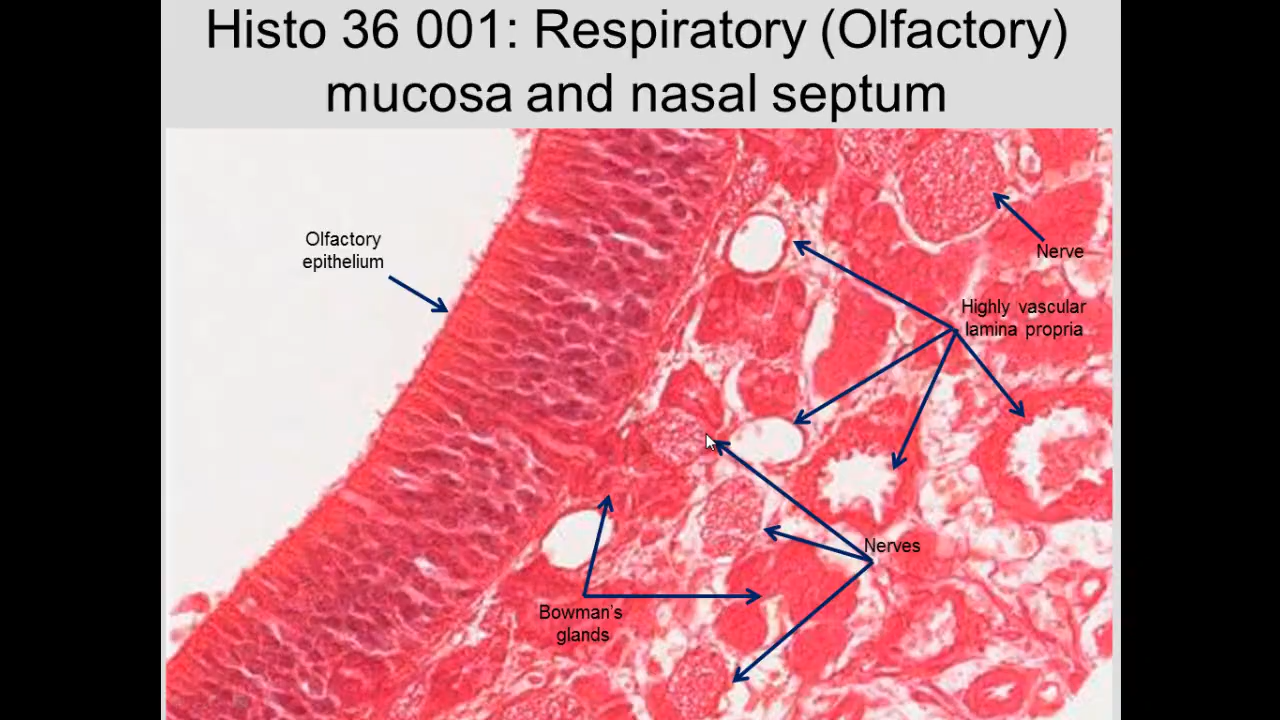 Histo 36 001: Respiratory (Olfactory)
mucosa and nasal septum
Olfactory
epithelium
Nerve
Highly vascular
lamina propria
Nerves
Bowman's
glands